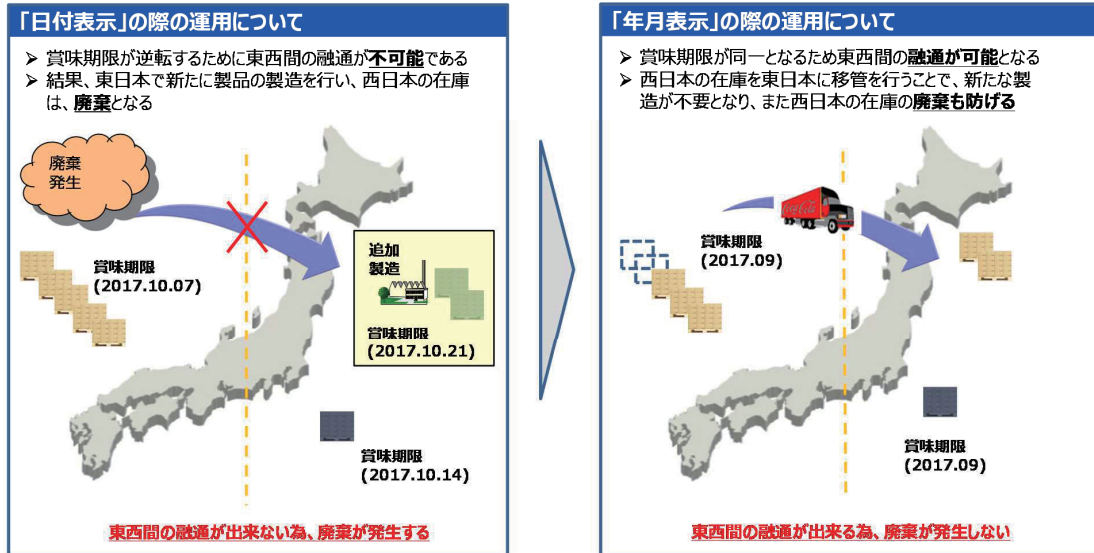 「日付表示」の際の運用について
➢ 賞味期限が逆転するために東西間の融通が不可能である
➢ 結果、東日本で新たに製品の製造を行い、西日本の在庫
は、廃棄となる
廃棄
発生
賞味期限
(2017.10.07)
追加
製造
賞味期限
(2017.10.21)
賞味期限
(2017.10.14)
東西間の融通が出来ない為、廃棄が発生する
「年月表示」の際の運用について
➢ 賞味期限が同一となるため東西間の融通が可能となる
➢ 西日本の在庫を東日本に移管を行うことで、新たな製
造が不要となり、また西日本の在庫の廃棄も防げる
Coca-Cola
賞味期限
(2017.09)
賞味期限
(2017.09)
東西間の融通が出来る為、廃棄が発生しない